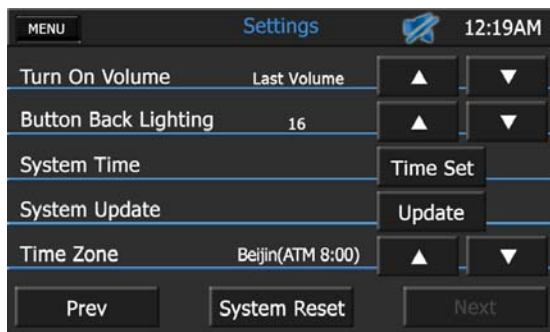 MENU Settings 12:19AM
Turn On Volume Last Volume ▲ ▼
Button Back Lighting 16 ▲ ▼
System Time Time Set
System Update Update
Time Zone Beijin(ATM 8:00) ▲ ▼
Prev System Reset Next